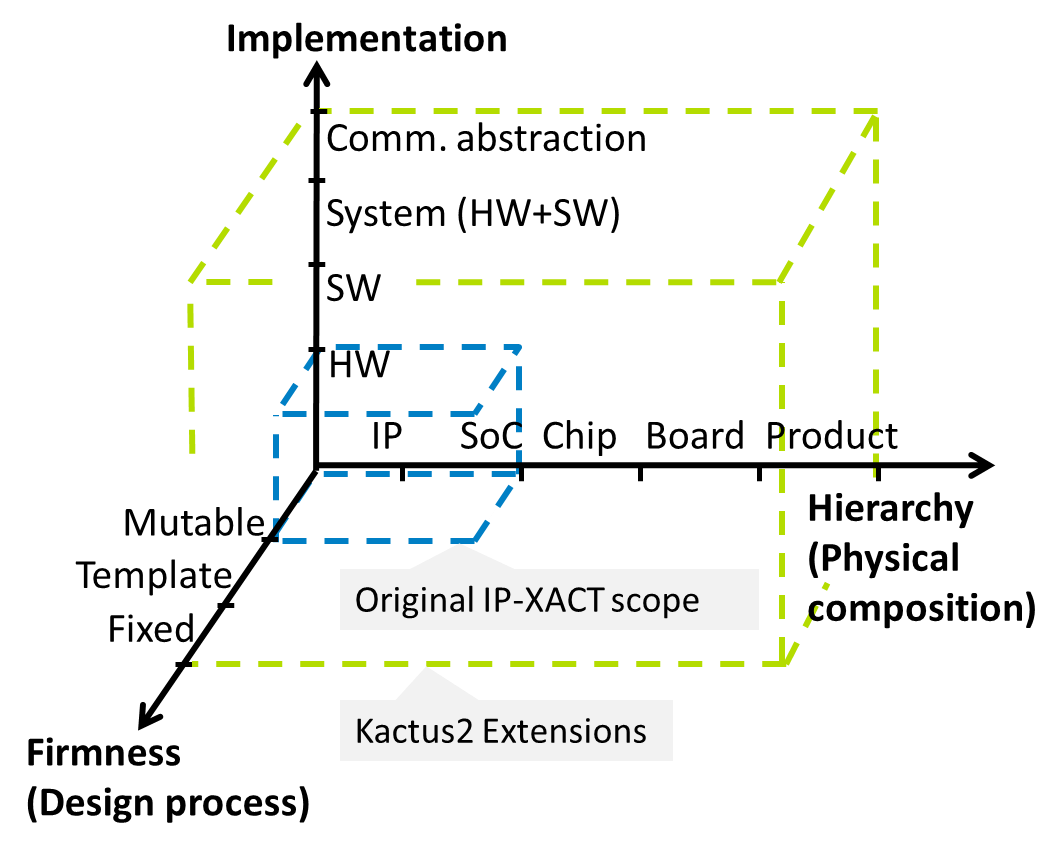 Implementation
Comm. abstraction
System (HW+SW)
SW
HW
IP SoC Chip Board Product
Hierarchy
(Physical
composition)
Mutable
Template
Fixed
Original IP-XACT scope
Kactus2 Extensions
Firmness
(Design process)